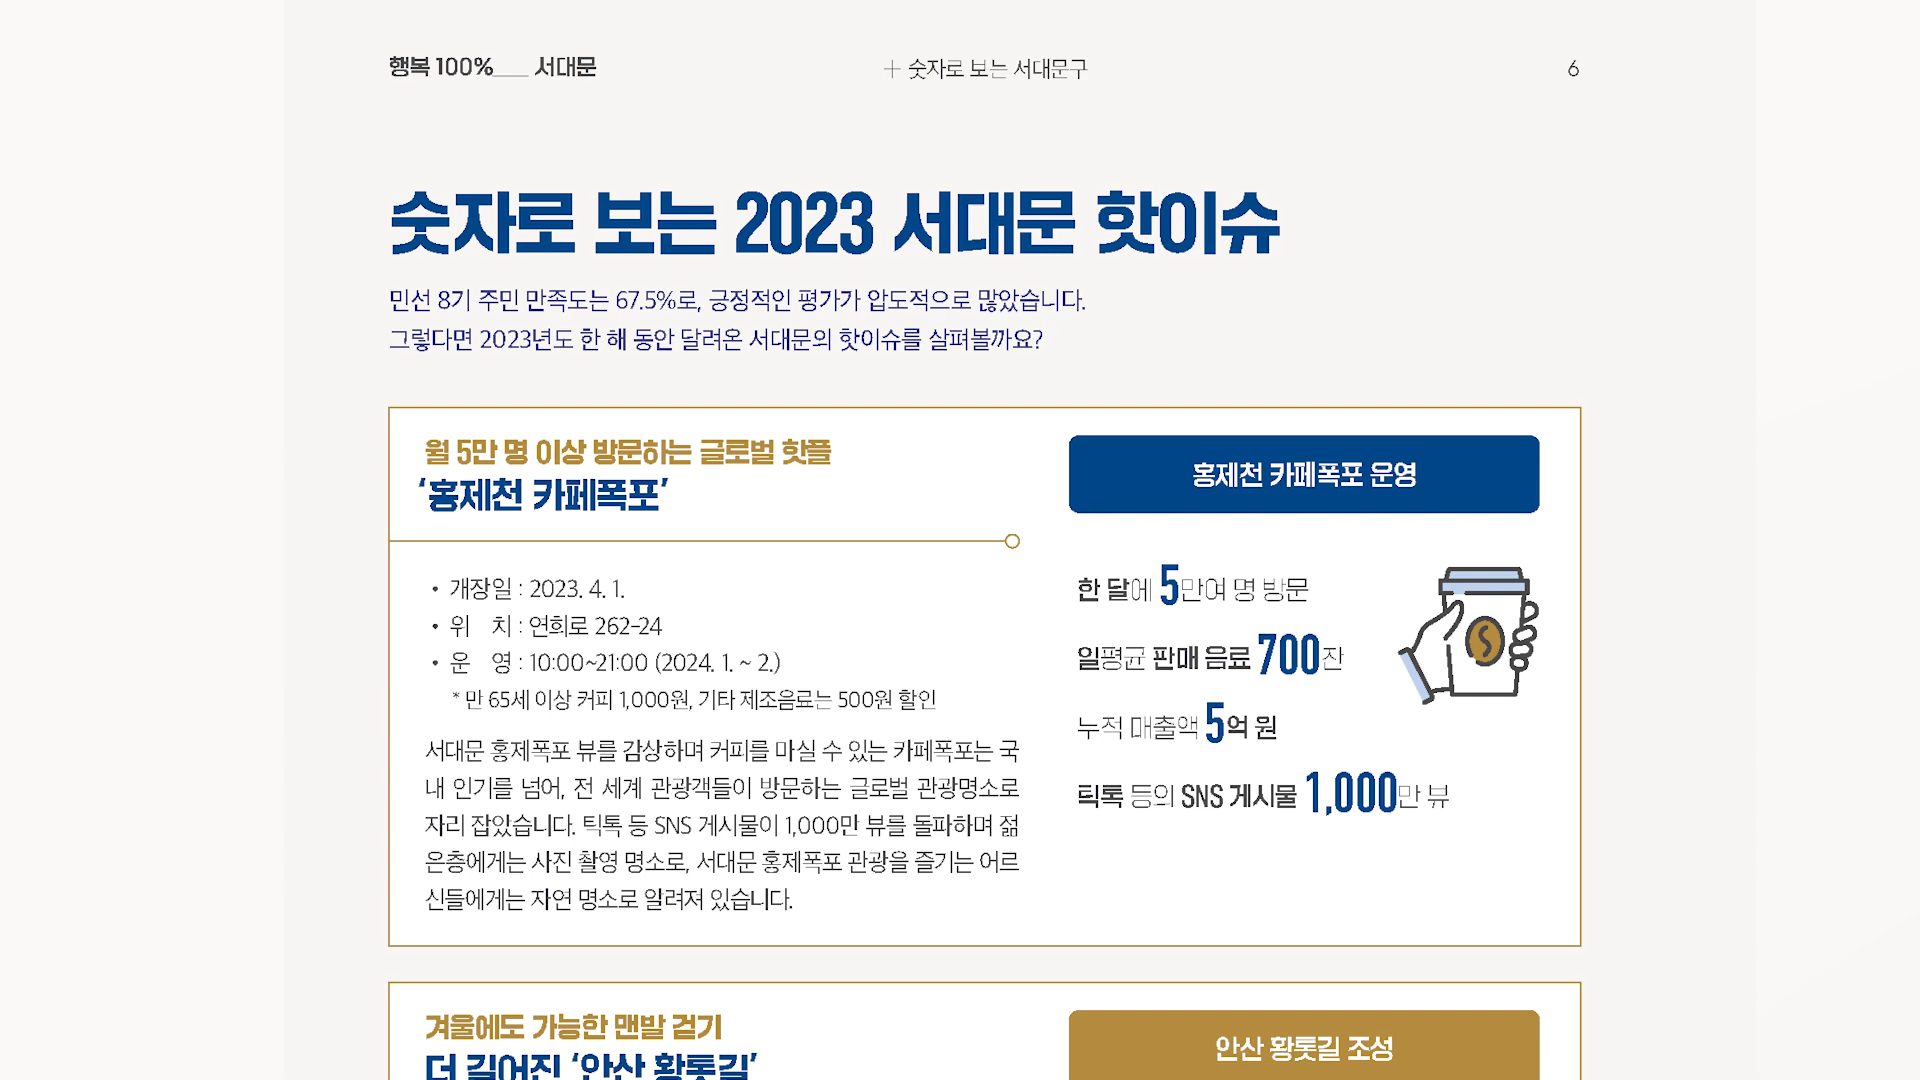 행복 100%___ 서대문
+ 숫자로 보는 서대문구
6
숫자로 보는 2023 서대문 핫이슈
민선 8기 주민 만족도는 67.5%로, 긍정적인 평가가 압도적으로 많았습니다.
그렇다면 2023년도 한 해 동안 달려온 서대문의 핫이슈를 살펴볼까요?
월 5만 명 이상 방문하는 글로벌 핫플
‘홍제천 카페폭포’
• 개장일 : 2023. 4. 1.
• 위 치 : 연희로 262-24
• 운 영 : 10:00~21:00 (2024. 1. ~ 2.)
* 만 65세 이상 커피 1,000원, 기타 제조음료는 500원 할인
서대문 홍제폭포 뷰를 감상하며 커피를 마실 수 있는 카페폭포는 국
내 인기를 넘어, 전 세계 관광객들이 방문하는 글로벌 관광명소로
자리 잡았습니다. 틱톡 등 SNS 게시물이 1,000만 뷰를 돌파하며 젊
은층에게는 사진 촬영 명소로, 서대문 홍제폭포 관광을 즐기는 어르
신들에게는 자연 명소로 알려져 있습니다.
홍제천 카페폭포 운영
한 달에 5만여 명 방문
일평균 판매 음료 700잔
누적 매출액 5억 원
틱톡 등의 SNS 게시물 1,000만 뷰
겨울에도 가능한 맨발 걷기
더 길어진 ‘안산 황톳길’
안산 황톳길 조성